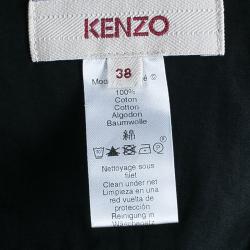 KENZO
38
100%
Coton
Cotton
Algodon
Baumwolle
綿
Nettoyage sous
filet
Clean under net
Limpieza en una
red vuelta de
protección
Reinigung in